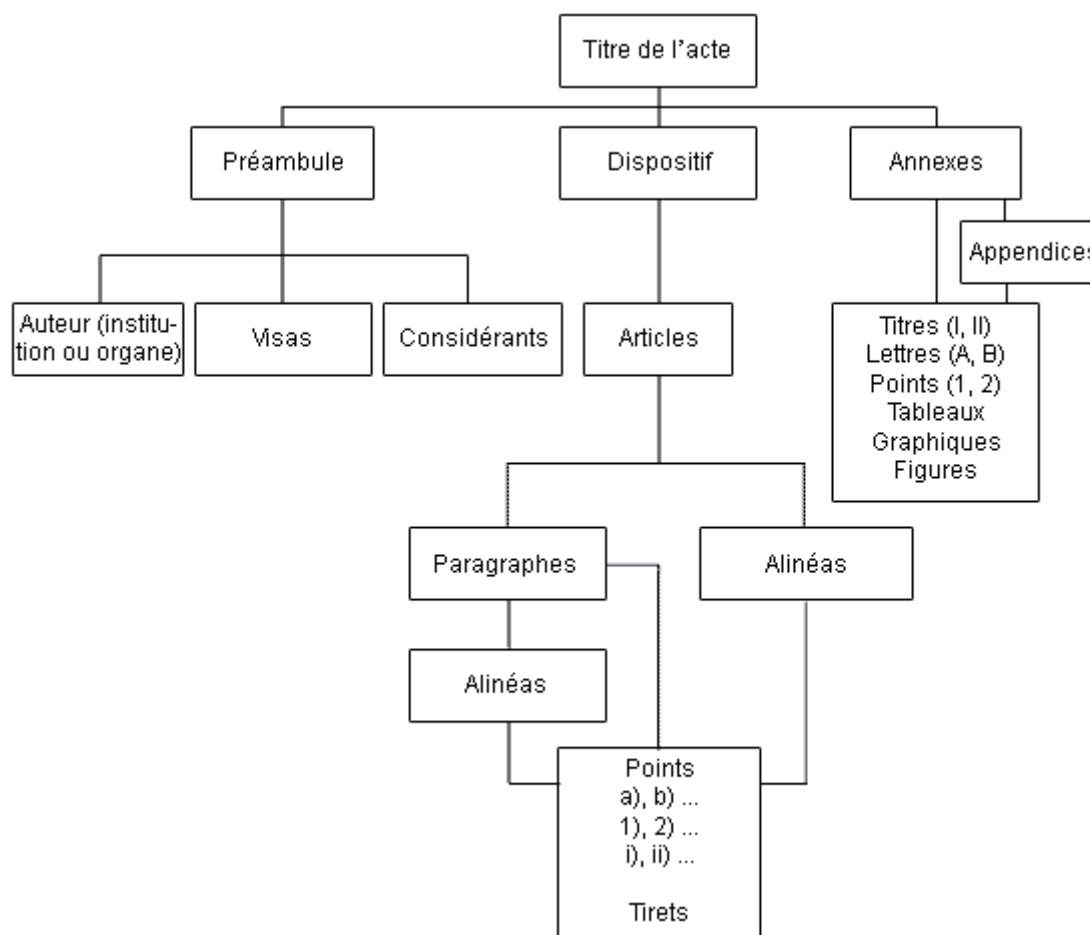 Titre de l'acte
Préambule
Dispositif
Annexes
Appendices
Auteur (institu-
tion ou organe)
Visas
Considérants
Articles
Titres (I, II)
Lettres (A, B)
Points (1, 2)
Tableaux
Graphiques
Figures
Paragraphes
Alinéas
Alinéas
Points
a), b) ...
1), 2) ...
i), ii) ...
Tirets